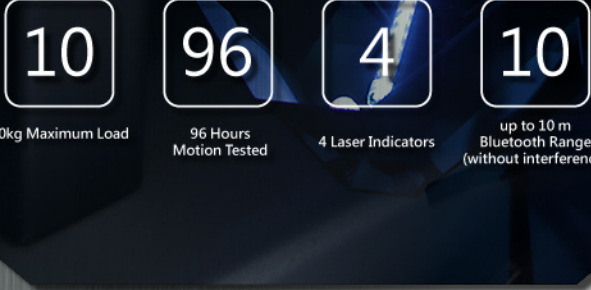 10
96
4
10
0kg Maximum Load
96 Hours
Motion Tested
4 Laser Indicators
up to 10 m
Bluetooth Range
(without interferen